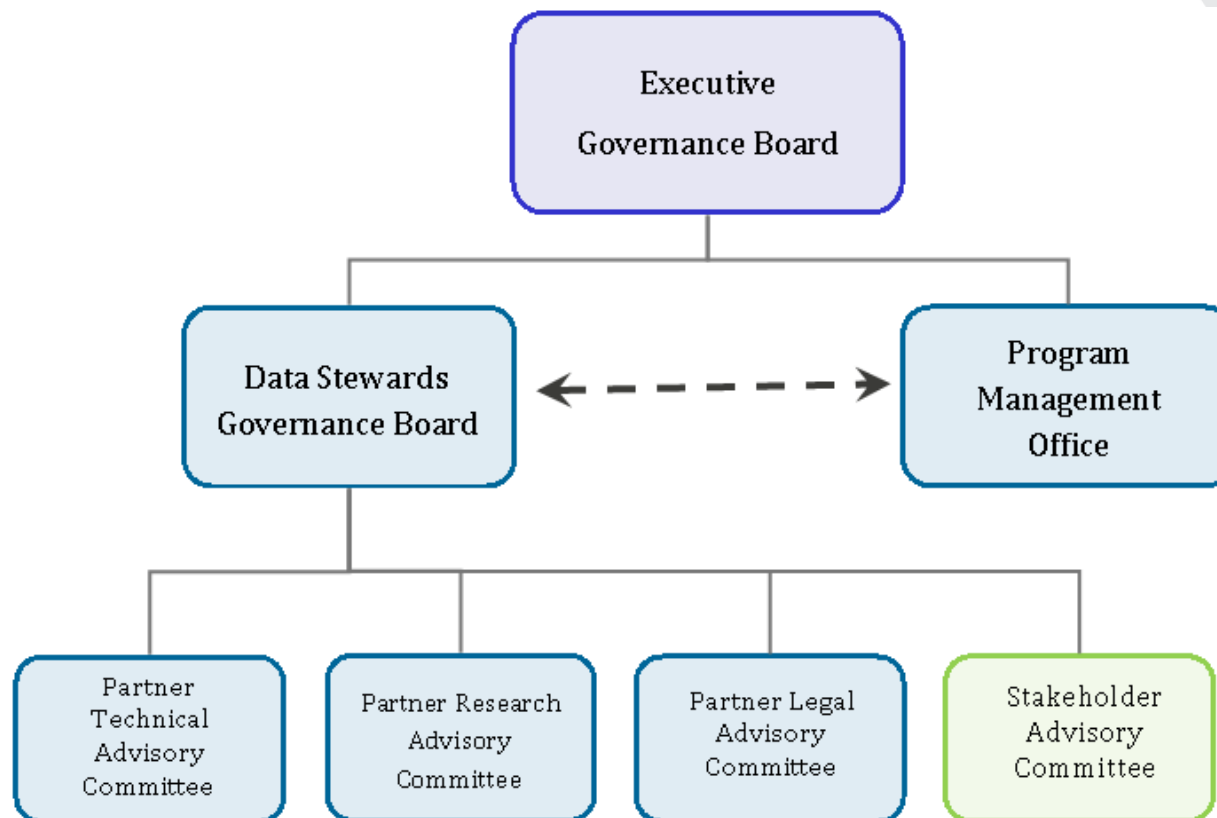 Executive
Governance Board
Data Stewards
Governance Board
Program
Management
Office
Partner
Technical
Advisory
Committee
Partner Research
Advisory
Committee
Partner Legal
Advisory
Committee
Stakeholder
Advisory
Committee